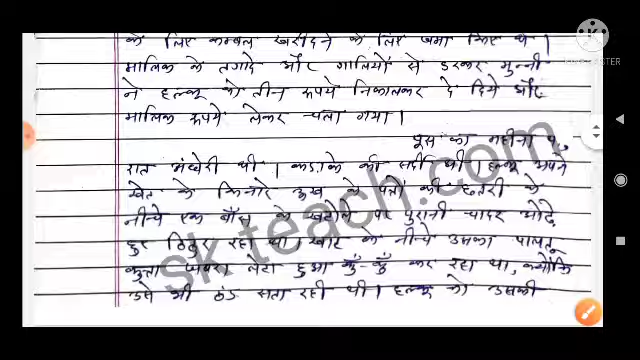 के लिए कम्बल खरीदने के लिए जमा किए थे।
मालिक के तगादे और गालियों से डरकर मुन्नी
ने हल्कू को तीन रूपये निकालकर दे दिये और
मालिक रूपये लेकर चला गया।
पूस का महीना था,
रात अंधेरी थी। कड़ाके की सर्दी थी। हल्कू अपने
खेत के किनारे ऊख के पत्तों की छतरी के
नीचे एक बाँस के खटोले पर पुरानी चादर ओढ़े
हुए ठिठुर रहा था। खाट के नीचे उसका पालतू
कुत्ता जबरा लेटा हुआ कुँ-कुँ कर रहा था, क्योंकि
उसे भी ठंड सता रही थी। हल्कू को उसकी
sk teach.com